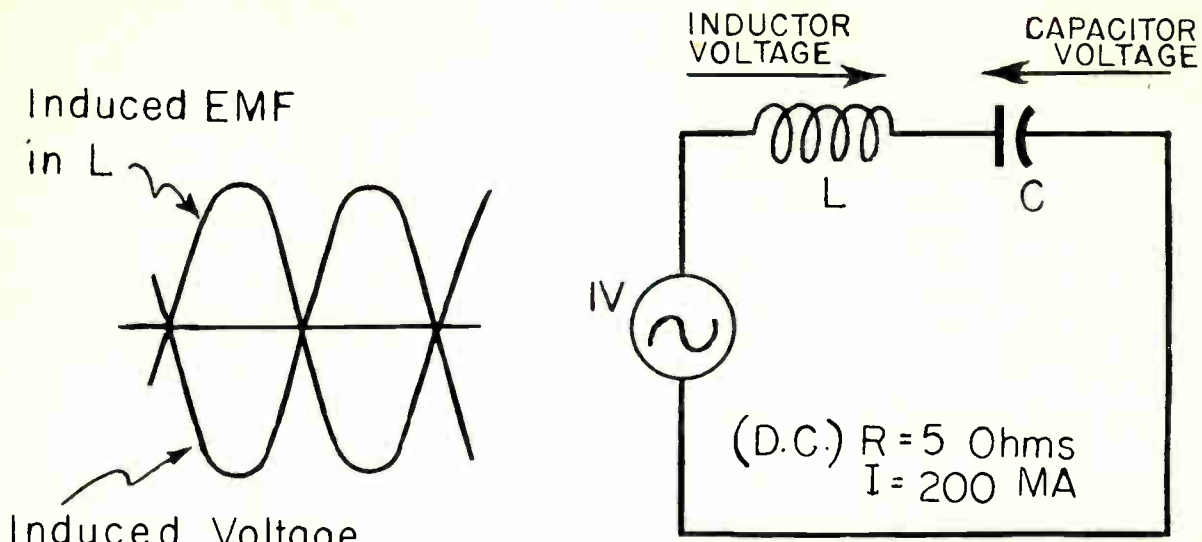 Induced EMF
in L
Induced Voltage
INDUCTOR
VOLTAGE
CAPACITOR
VOLTAGE
L
C
IV
(D.C.) R = 5 Ohms
I = 200 MA